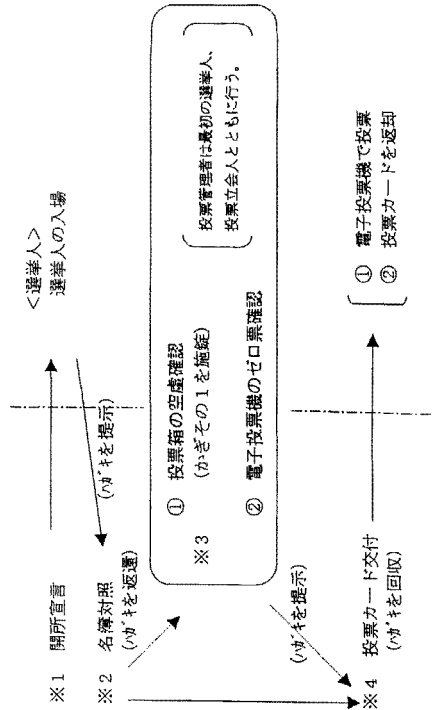 <選挙人>
※1 開所宣言
選挙人の入場
(ﾊｶﾞｷを提示)
※2 名簿対照
(ﾊｶﾞｷを返還)
① 投票箱の空虚確認
(かぎその1を施錠)
※3
② 電子投票機のゼロ票確認
投票管理者は最初の選挙人、
投票立会人とともに行う。
(ﾊｶﾞｷを提示)
※4 投票カード交付
(ﾊｶﾞｷを回収)
① 電子投票機で投票
② 投票カードを返却